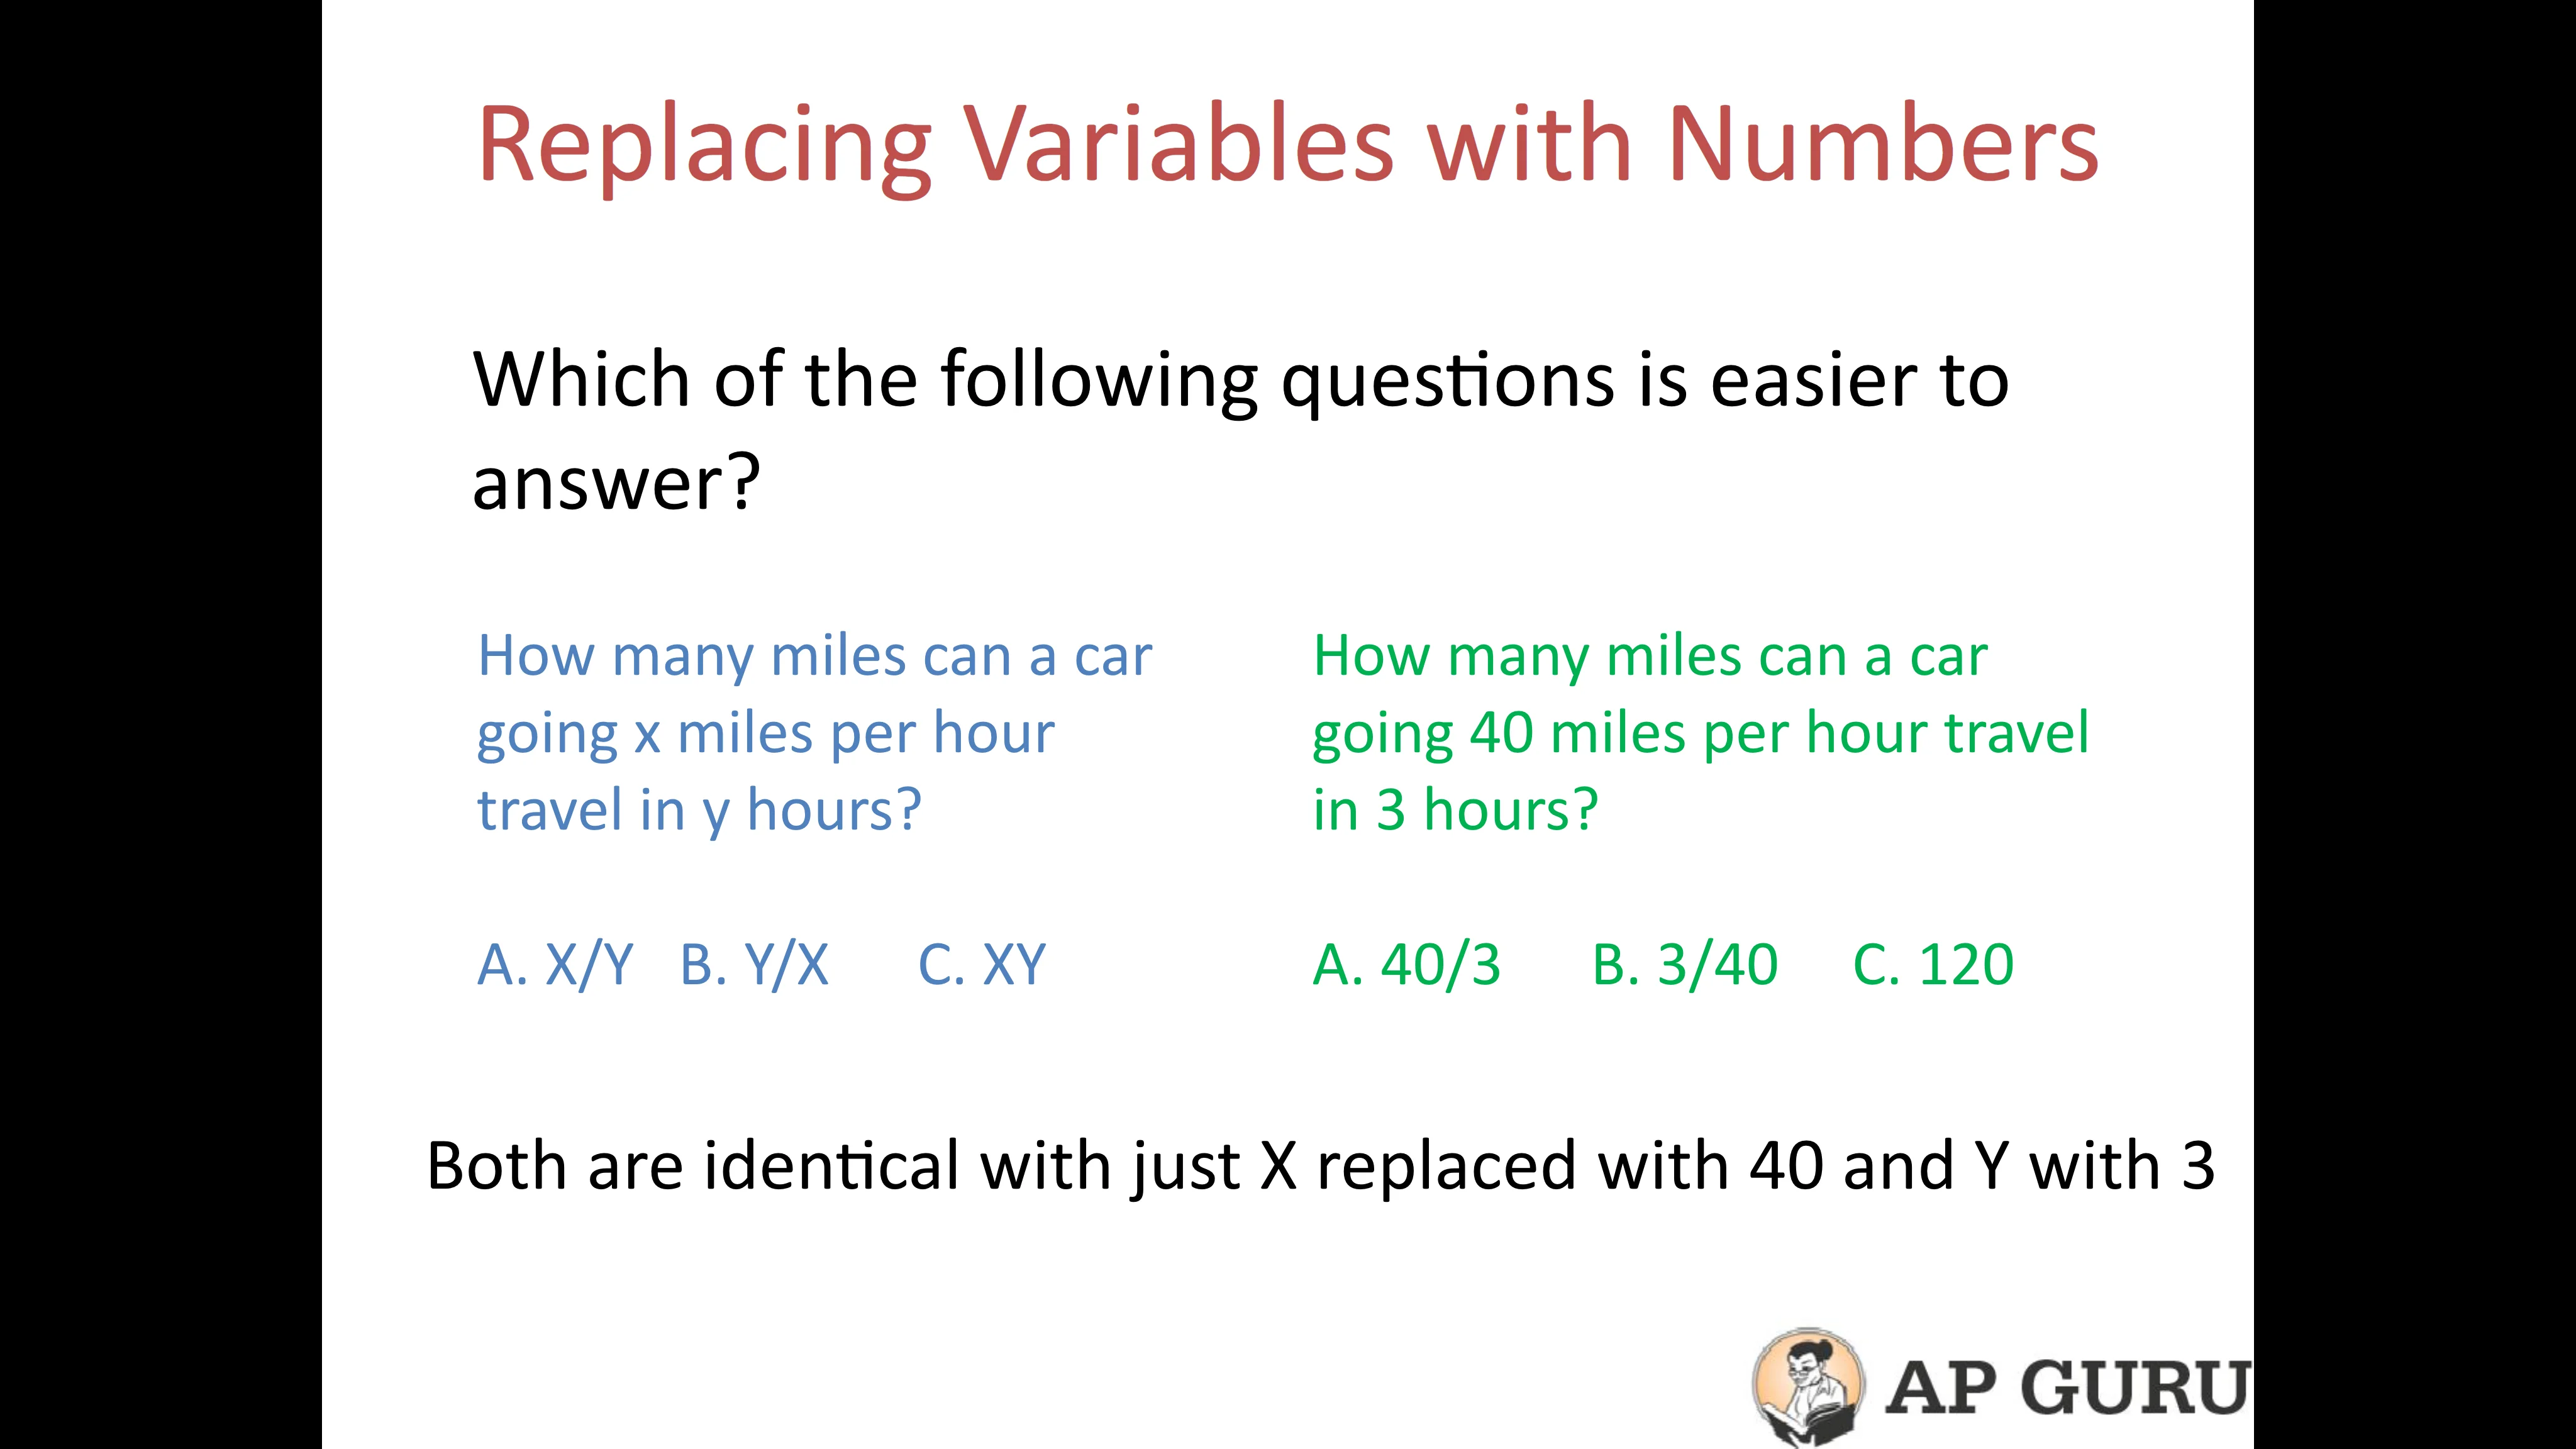 Replacing Variables with Numbers
Which of the following questions is easier to
answer?
How many miles can a car
going x miles per hour
travel in y hours?
A. X/Y B. Y/X C. XY
How many miles can a car
going 40 miles per hour travel
in 3 hours?
A. 40/3 B. 3/40 C. 120
Both are identical with just X replaced with 40 and Y with 3
AP GURU